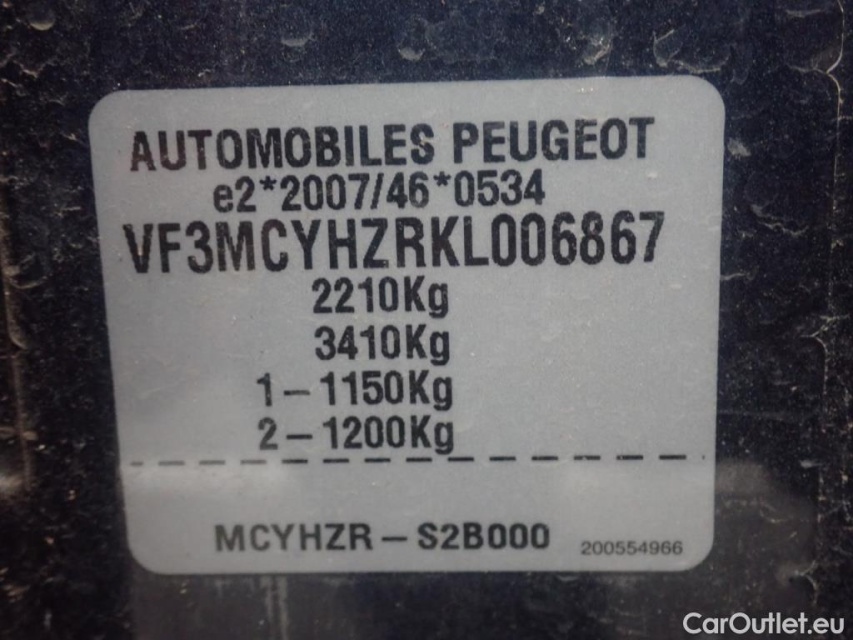 AUTOMOBILES PEUGEOT
e2*2007/46*0534
VF3MCYHZRKL006867
2210Kg
3410Kg
1-1150Kg
2-1200Kg
MCYHZR-S2B000 200554966
CarOutlet.eu